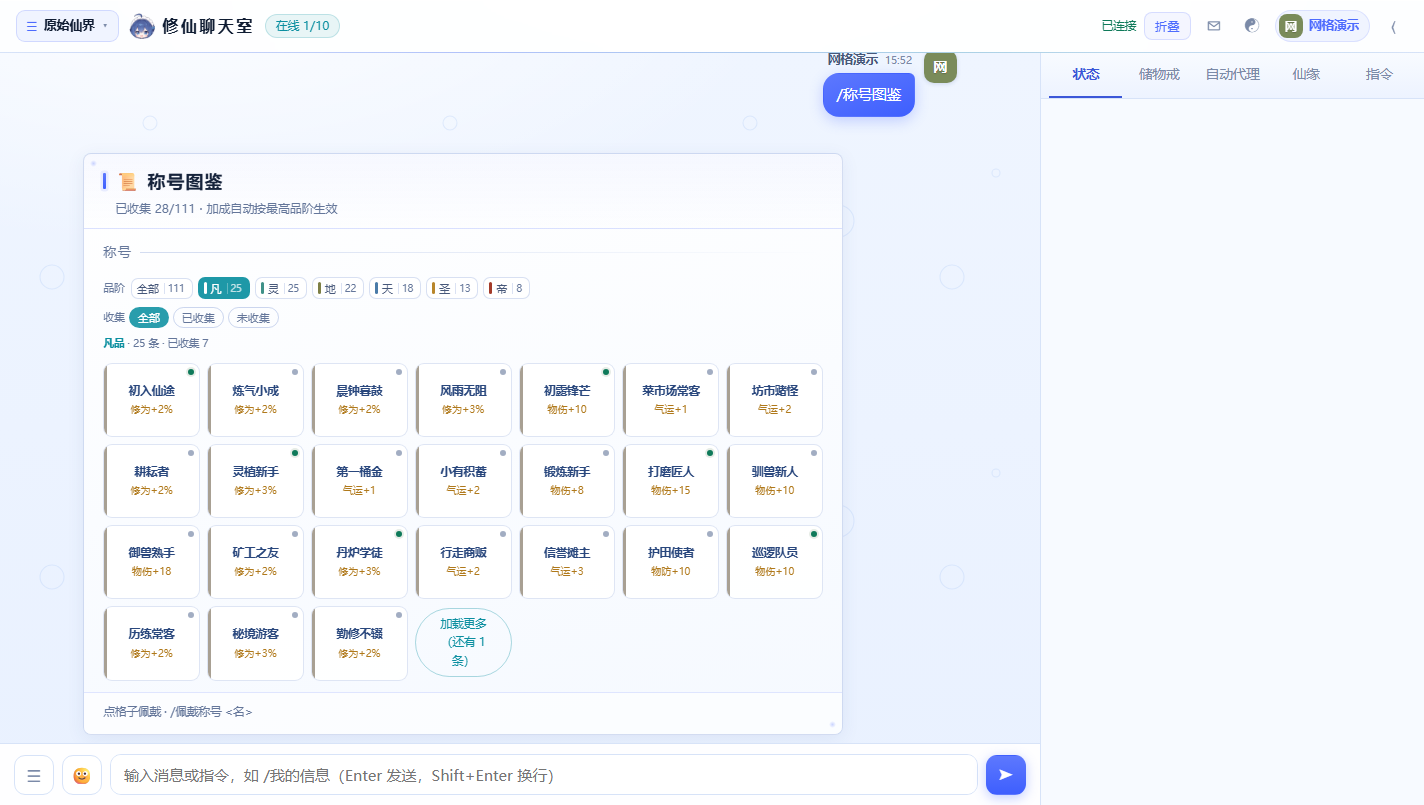 原始仙界
修仙聊天室
在线 1/10
已连接
折叠
网
网格演示
状态
储物戒
自动代理
仙缘
指令
网格演示 15:52
网
/称号图鉴
称号图鉴
已收集 28/111 · 加成自动按最高品阶生效
称号
品阶 全部 111 凡 25 灵 25 地 22 天 18 圣 13 帝 8
收集 全部 已收集 未收集
凡品 · 25 条 · 已收集 7
初入仙途 炼气小成 晨钟暮鼓 风雨无阻 初露锋芒 菜市场常客 坊市赌怪
修为+2% 修为+2% 修为+2% 修为+3% 物伤+10 气运+1 气运+2
耕耘者 灵植新手 第一桶金 小有积蓄 锻炼新手 打磨匠人 驯兽新人
修为+2% 修为+3% 气运+1 气运+2 物伤+8 物伤+15 物伤+10
御兽熟手 矿工之友 丹炉学徒 行走商贩 信誉摊主 护田使者 巡逻队员
物伤+18 修为+2% 修为+3% 气运+2 气运+3 物防+10 物伤+10
历练常客 秘境游客 勤修不辍
修为+2% 修为+3% 修为+2%
加载更多
(还有 1
条)
点格子佩戴 · /佩戴称号 <名>
输入消息或指令，如 /我的信息（Enter 发送，Shift+Enter 换行）